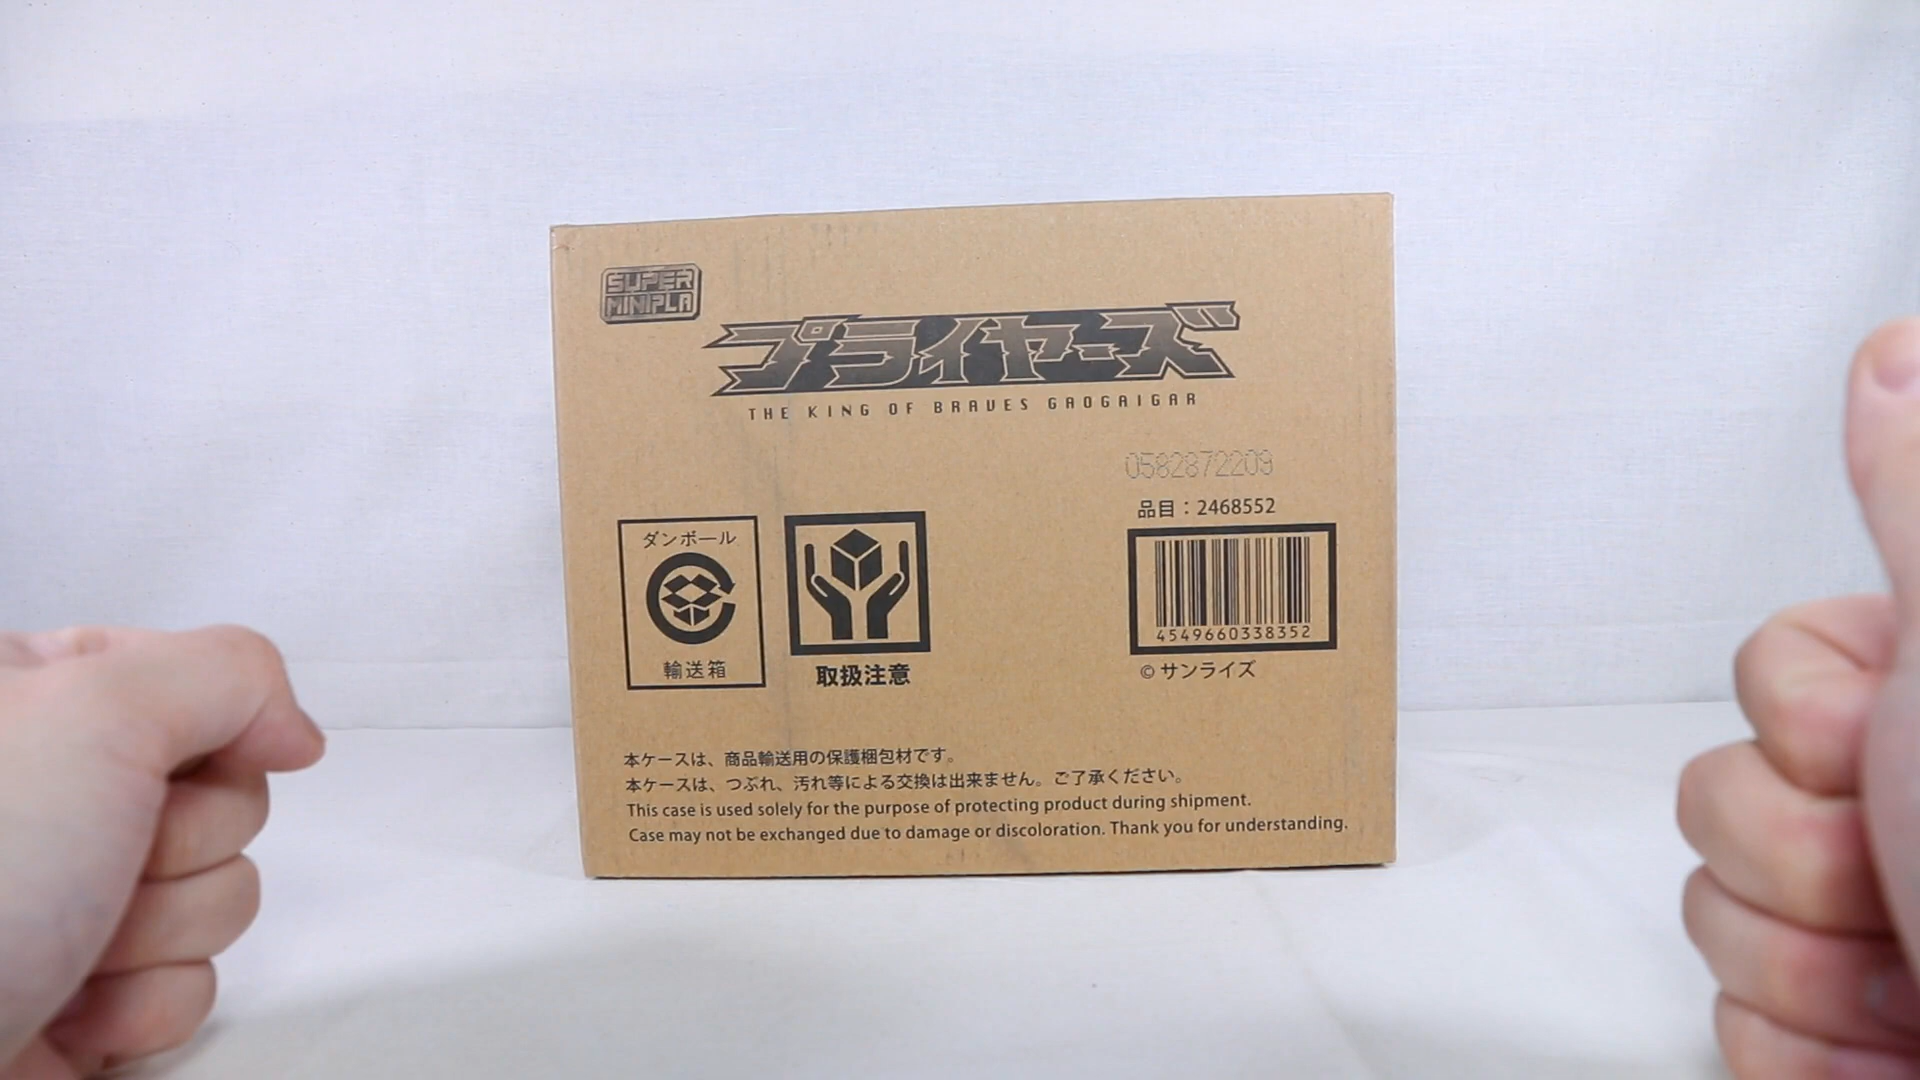 SUPER
MINIPLA
プライヤーズ
THE KING OF BRAVES GAOGAIGAR
0582872209
品目：2468552
ダンボール
輸送箱
取扱注意
4549660338352
© サンライズ
本ケースは、商品輸送用の保護梱包材です。
本ケースは、つぶれ、汚れ等による交換は出来ません。ご了承ください。
This case is used solely for the purpose of protecting product during shipment.
Case may not be exchanged due to damage or discoloration. Thank you for understanding.